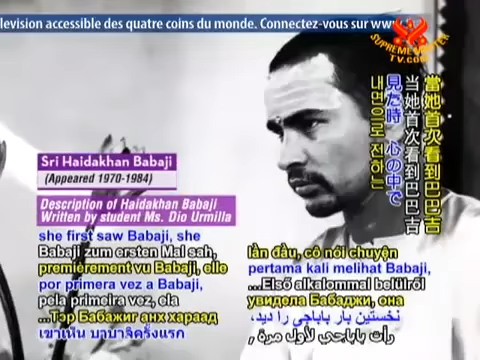 levision accessible des quatre coins du monde. Connectez-vous sur www.
SUPREME MASTER
TV.COM
當她首次看到巴巴吉
当她首次看到巴巴吉
見た時 心の中で
내면으로 전하는
Sri Haidakhan Babaji
(Appeared 1970-1984)
Description of Haidakhan Babaji
Written by student Ms. Dio Urmilla
she first saw Babaji, she
Babaji zum ersten Mal sah,
premièrement vu Babaji, elle
por primera vez a Babaji,
pela primeira vez, ela
...Тэр Бабажиг анх хараад
เขาเห็น บาบาจิครั้งแรก
lần đầu, cô nói chuyện
pertama kali melihat Babaji,
...Első alkalommal belülről
увидела Бабаджи, она
نخستین بار باباجی را دید،
رأت باباجي لأول مرة ,